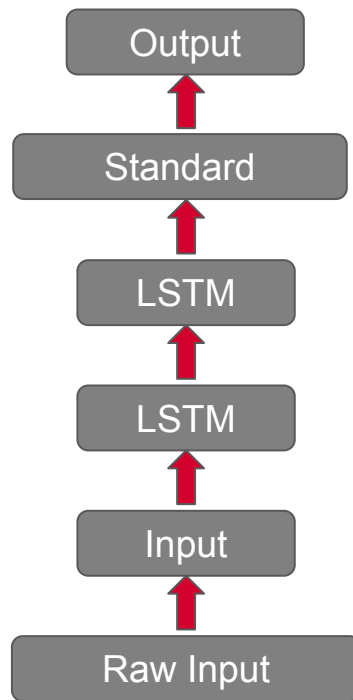 Output
Standard
LSTM
LSTM
Input
Raw Input